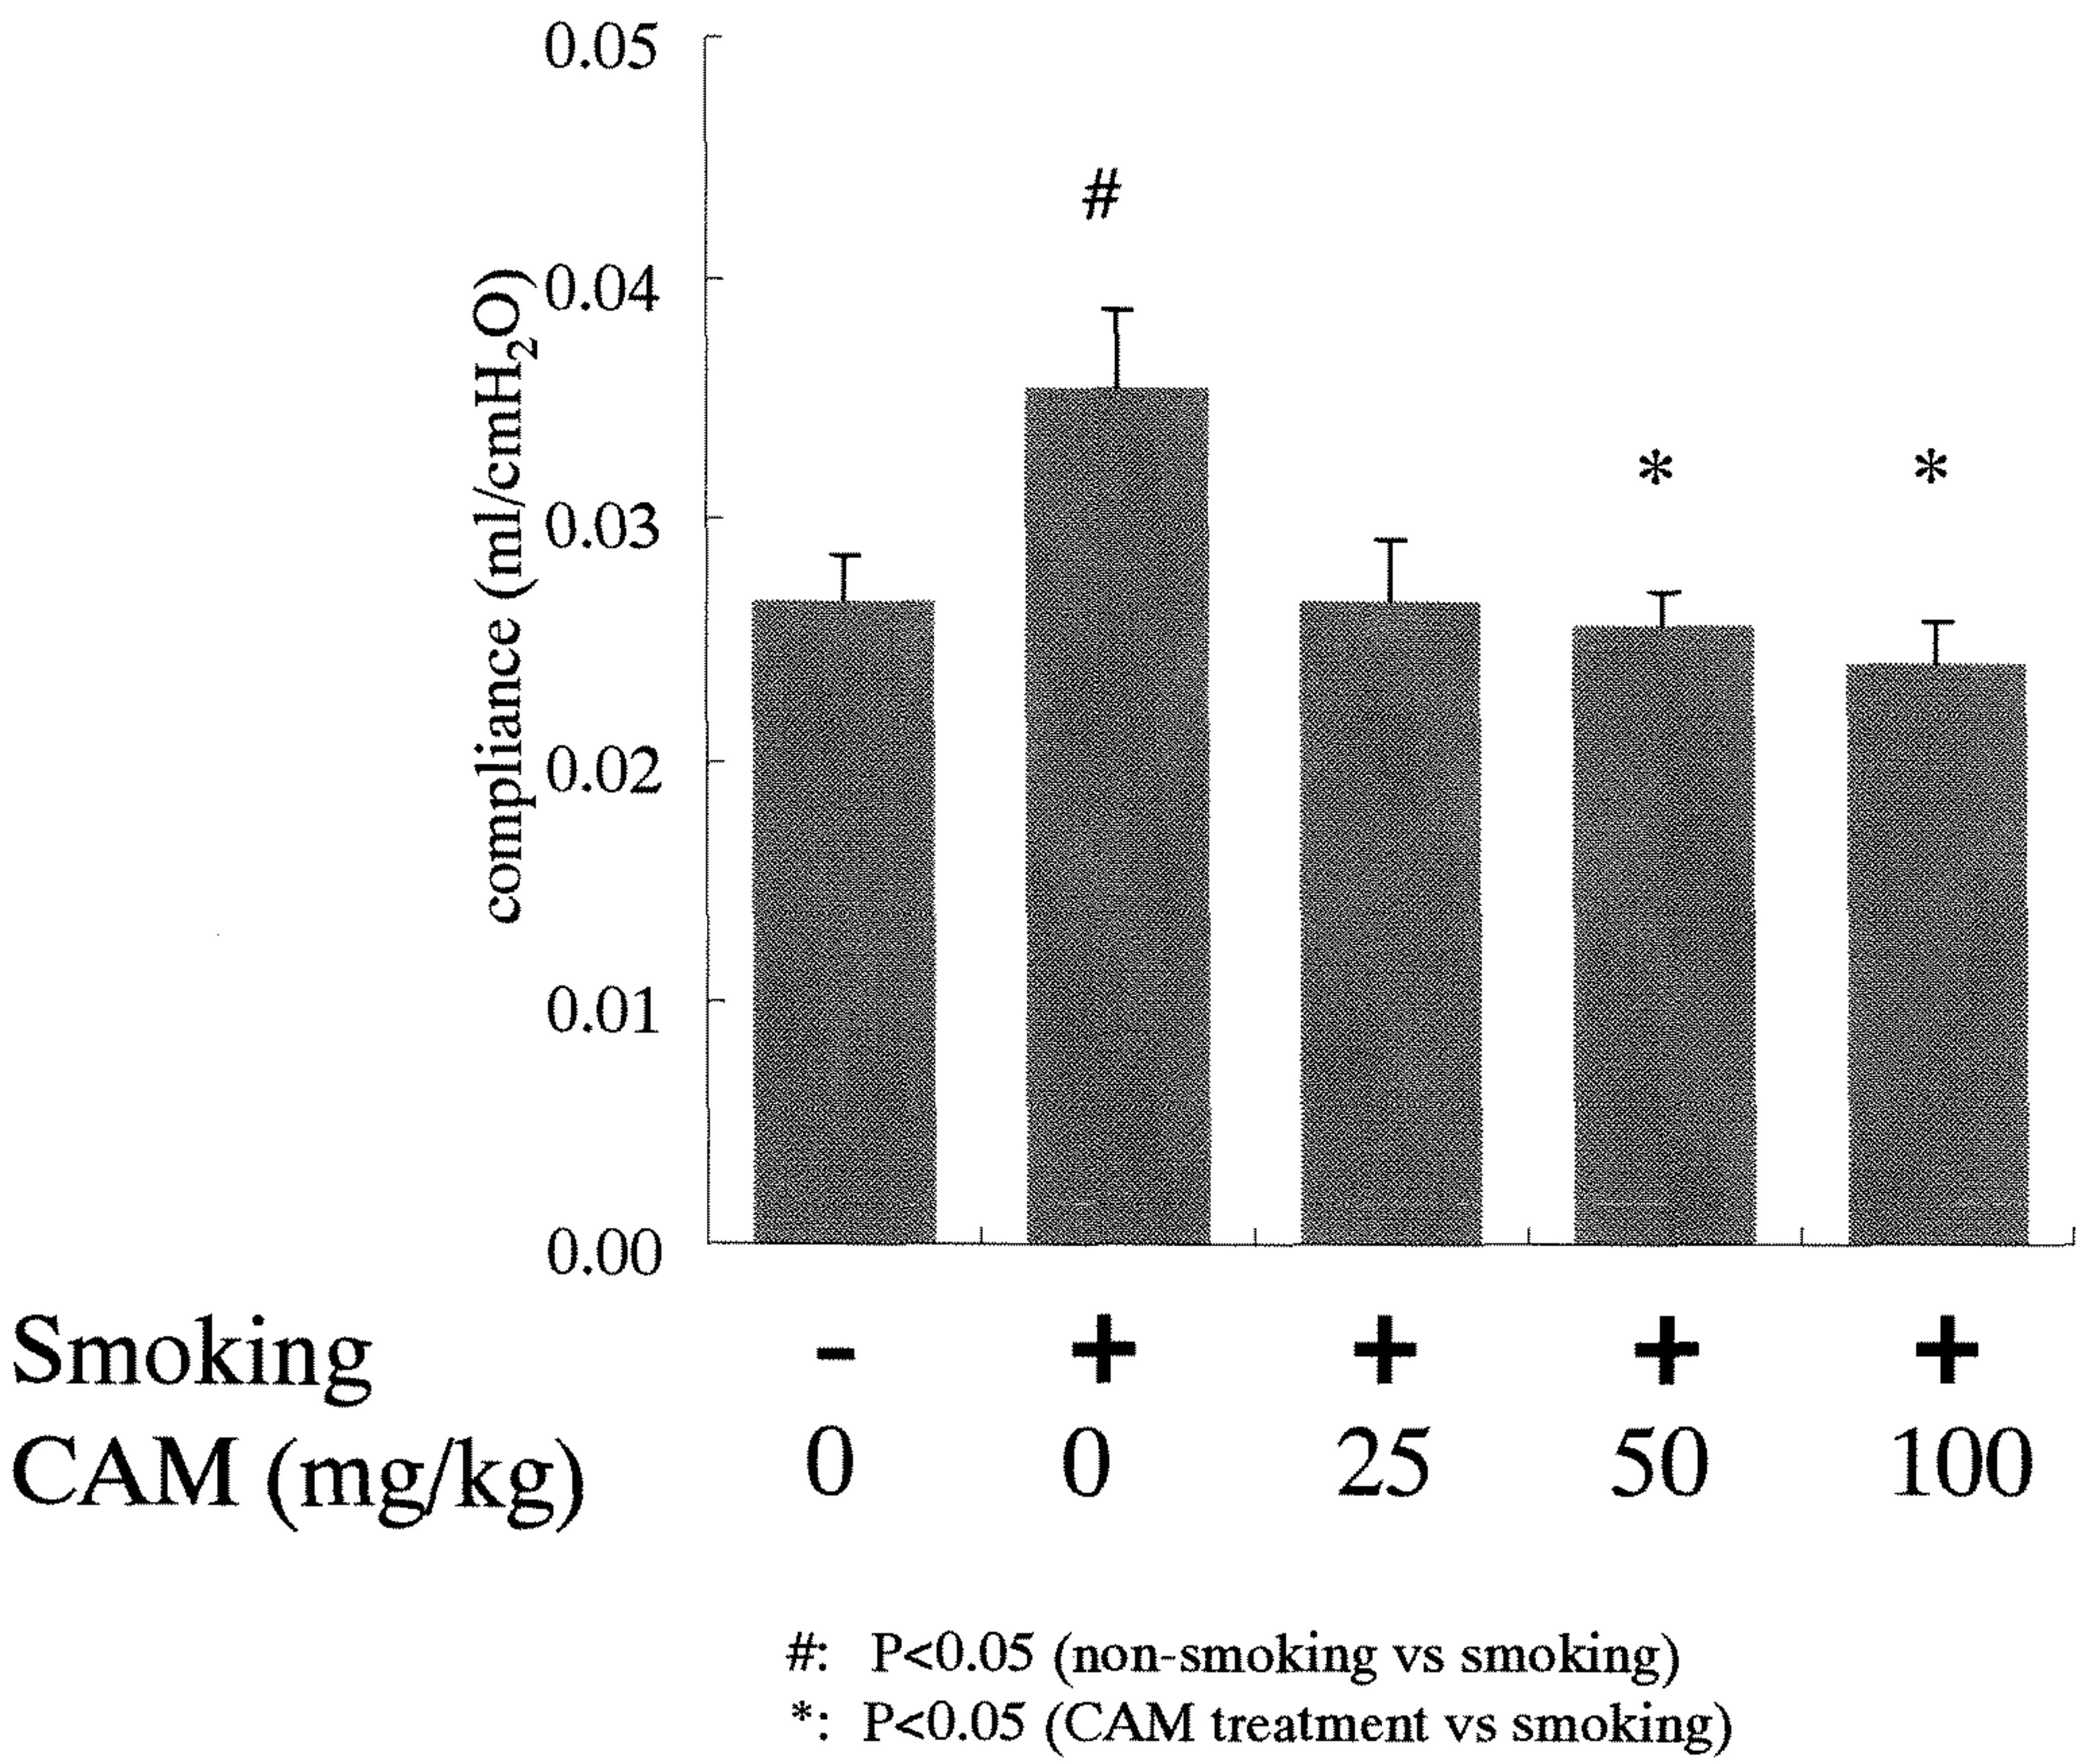 0.05
#
0.04
0.03
* *
0.02
0.01
0.00
compliance (ml/cmH₂O)
Smoking - + + + +
CAM (mg/kg) 0 0 25 50 100
#: P<0.05 (non-smoking vs smoking)
*: P<0.05 (CAM treatment vs smoking)